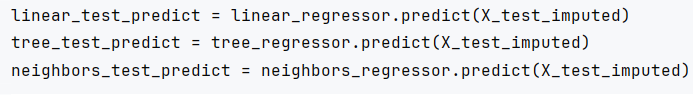 linear_test_predict = linear_regressor.predict(X_test_imputed)
tree_test_predict = tree_regressor.predict(X_test_imputed)
neighbors_test_predict = neighbors_regressor.predict(X_test_imputed)